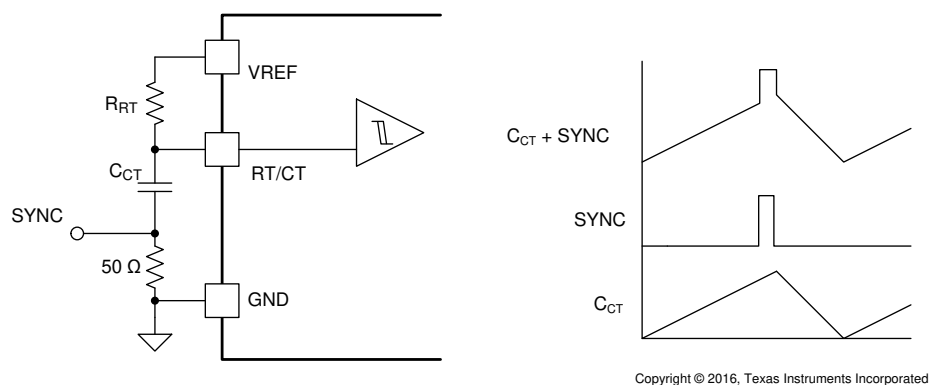 VREF
RRT
RT/CT
CCT
SYNC
50 Ω
GND
CCT + SYNC
SYNC
CCT
Copyright © 2016, Texas Instruments Incorporated